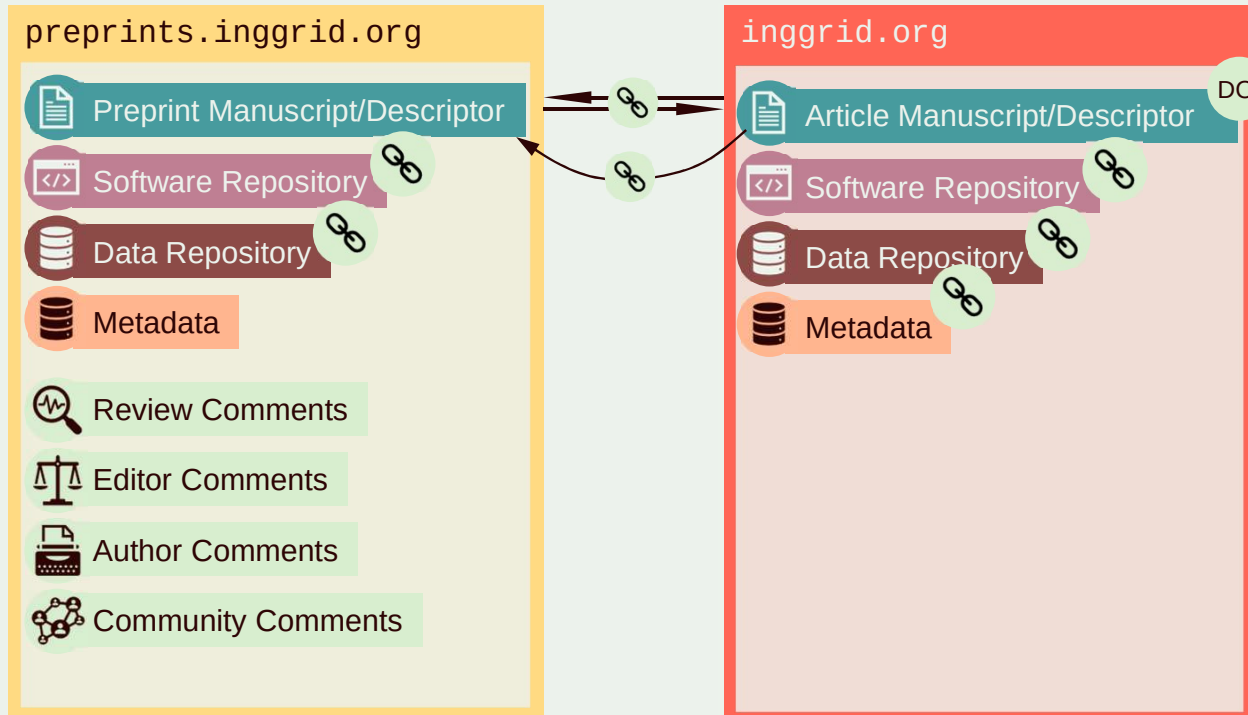 preprints.inggrid.org
Preprint Manuscript/Descriptor
Software Repository
Data Repository
Metadata
Review Comments
Editor Comments
Author Comments
Community Comments
inggrid.org
Article Manuscript/Descriptor
Software Repository
Data Repository
Metadata